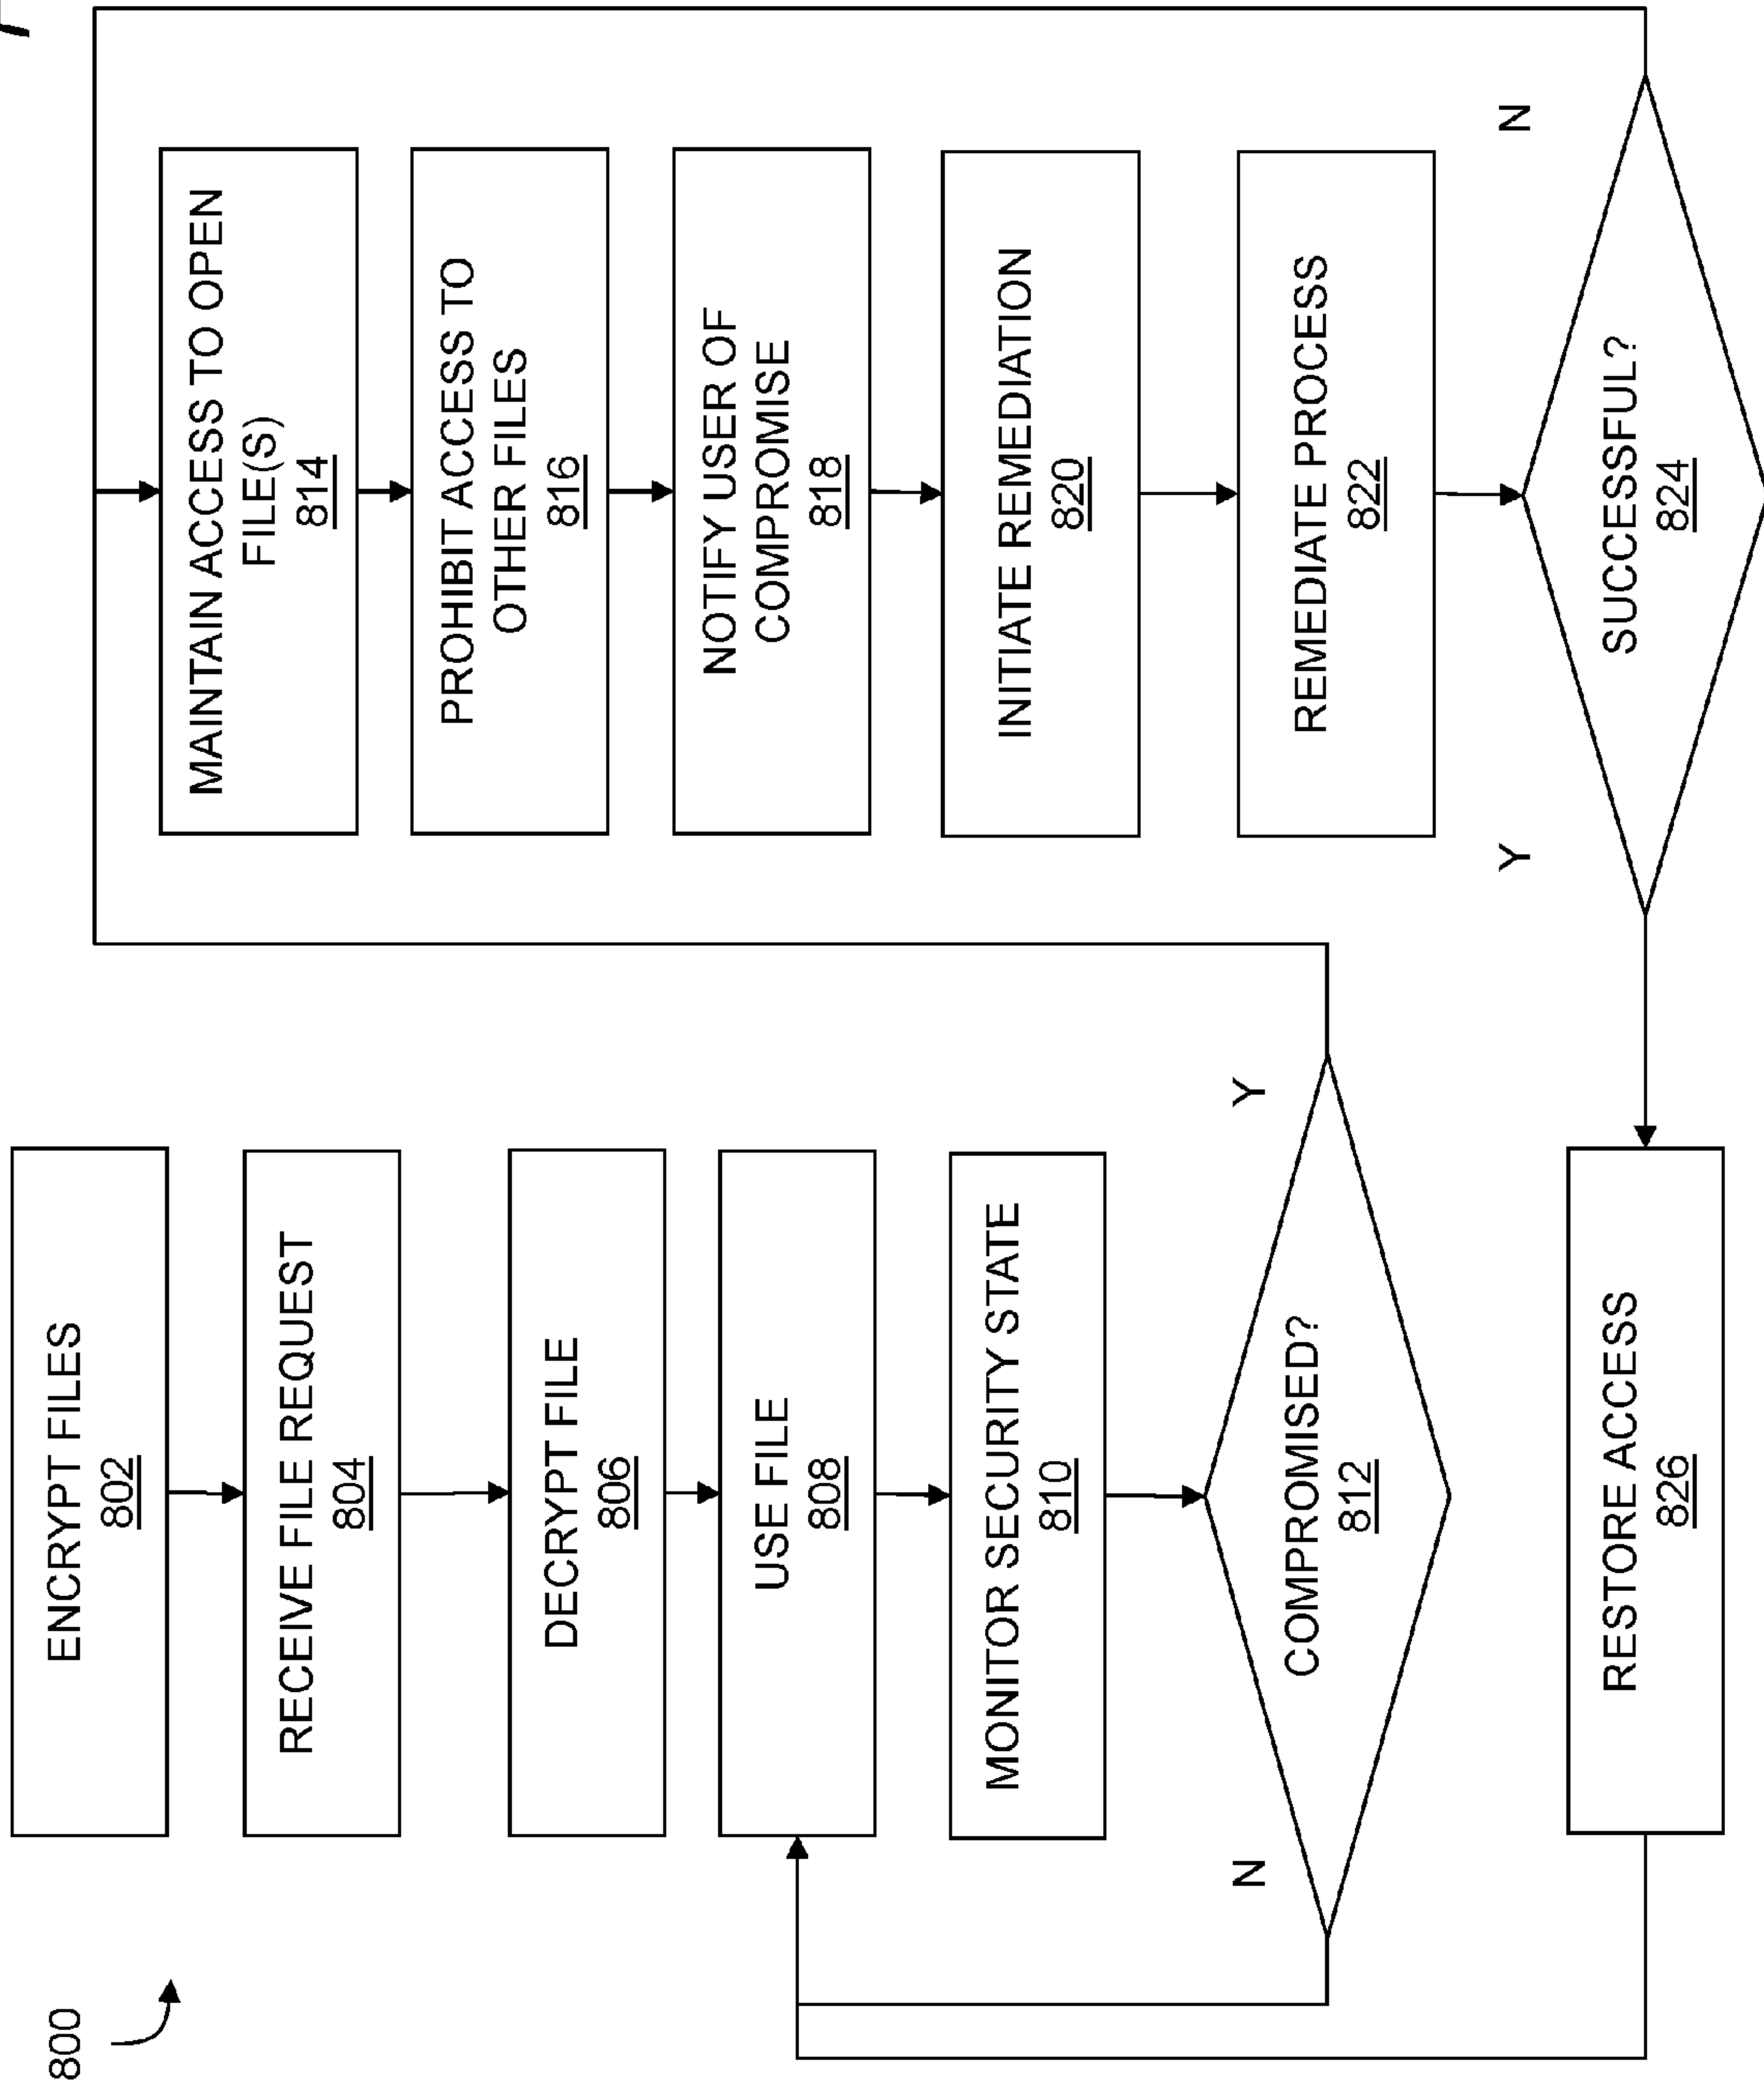 800
ENCRYPT FILES
802
RECEIVE FILE REQUEST
804
DECRYPT FILE
806
USE FILE
808
MONITOR SECURITY STATE
810
N
Y
COMPROMISED?
812
MAINTAIN ACCESS TO OPEN
FILE(S)
814
PROHIBIT ACCESS TO
OTHER FILES
816
NOTIFY USER OF
COMPROMISE
818
INITIATE REMEDIATION
820
REMEDIATE PROCESS
822
Y
N
SUCCESSFUL?
824
RESTORE ACCESS
826